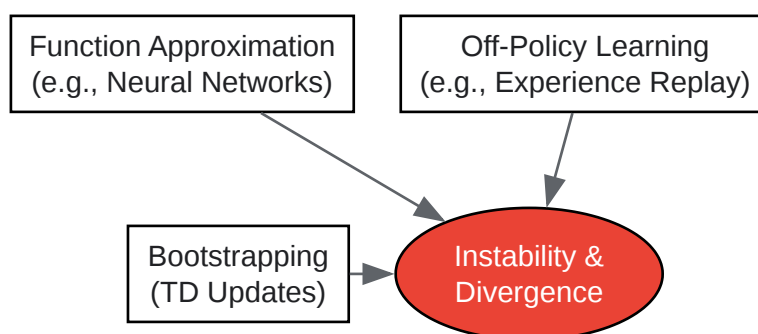 Function Approximation
(e.g., Neural Networks)
Off-Policy Learning
(e.g., Experience Replay)
Bootstrapping
(TD Updates)
Instability &
Divergence